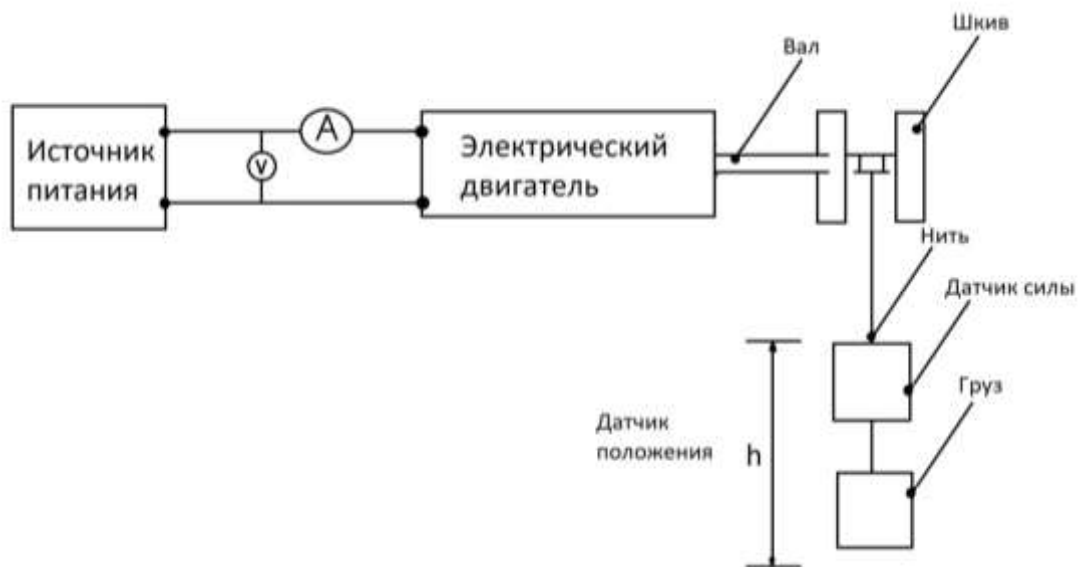 Шкив
Вал
Источник
питания
A
V
Электрический
двигатель
Нить
Датчик силы
Груз
Датчик
положения
h